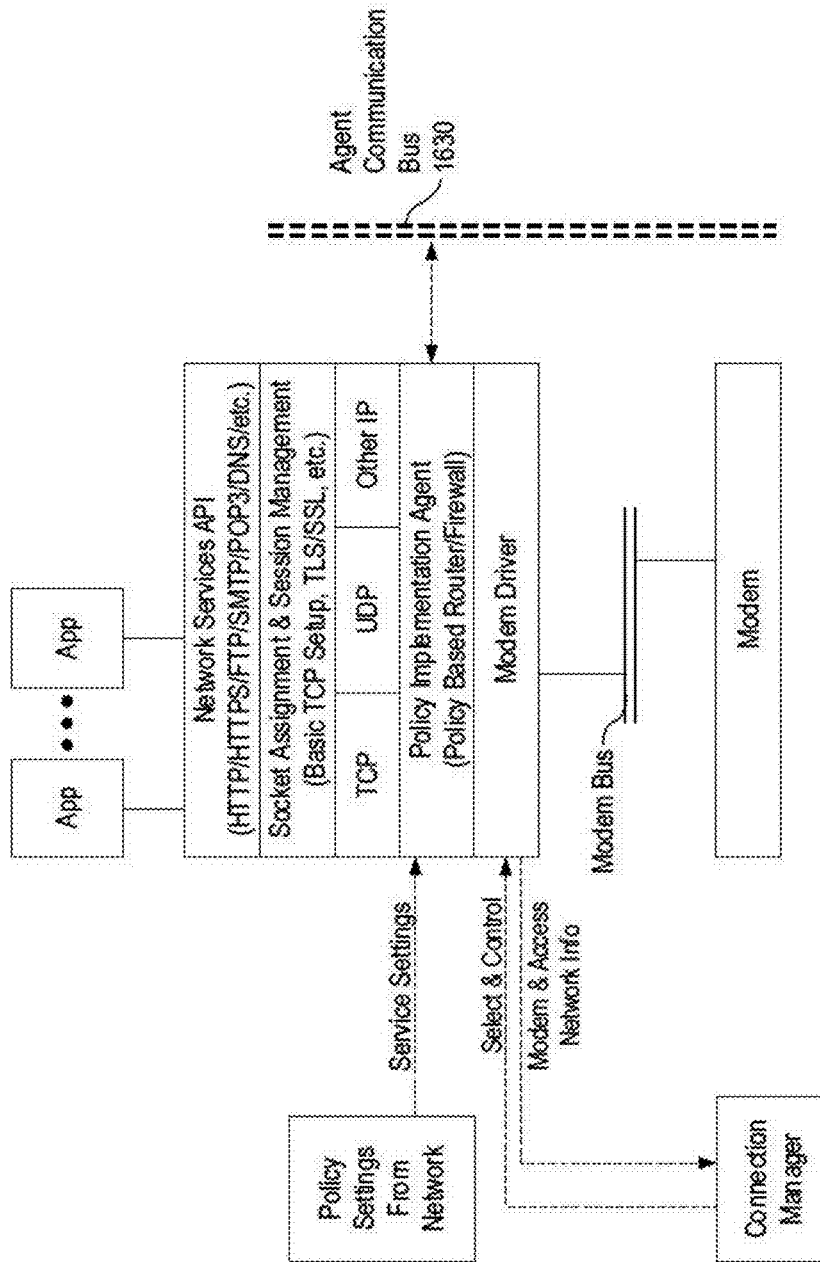 App
App
Network Services API
(HTTP/HTTPS/FTP/SMTP/POP3/DNS/etc.)
Socket Assignment & Session Management
(Basic TCP Setup, TLS/SSL, etc.)
TCP
UDP
Other IP
Policy Implementation Agent
(Policy Based Router/Firewall)
Modem Driver
Agent
Communication
Bus
1630
Policy
Settings
From
Network
Service Settings
Select & Control
Modem & Access
Network Info
Connection
Manager
Modem Bus
Modem